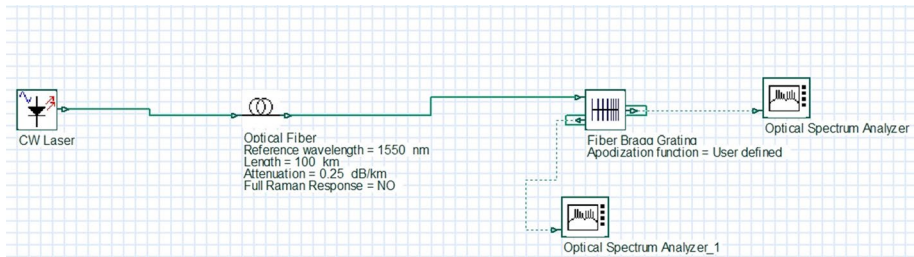 CW Laser
Optical Fiber
Reference wavelength = 1550 nm
Length = 100 km
Attenuation = 0.25 dB/km
Full Raman Response = NO
Fiber Bragg Grating
Apodization function = User defined
Optical Spectrum Analyzer
Optical Spectrum Analyzer_1